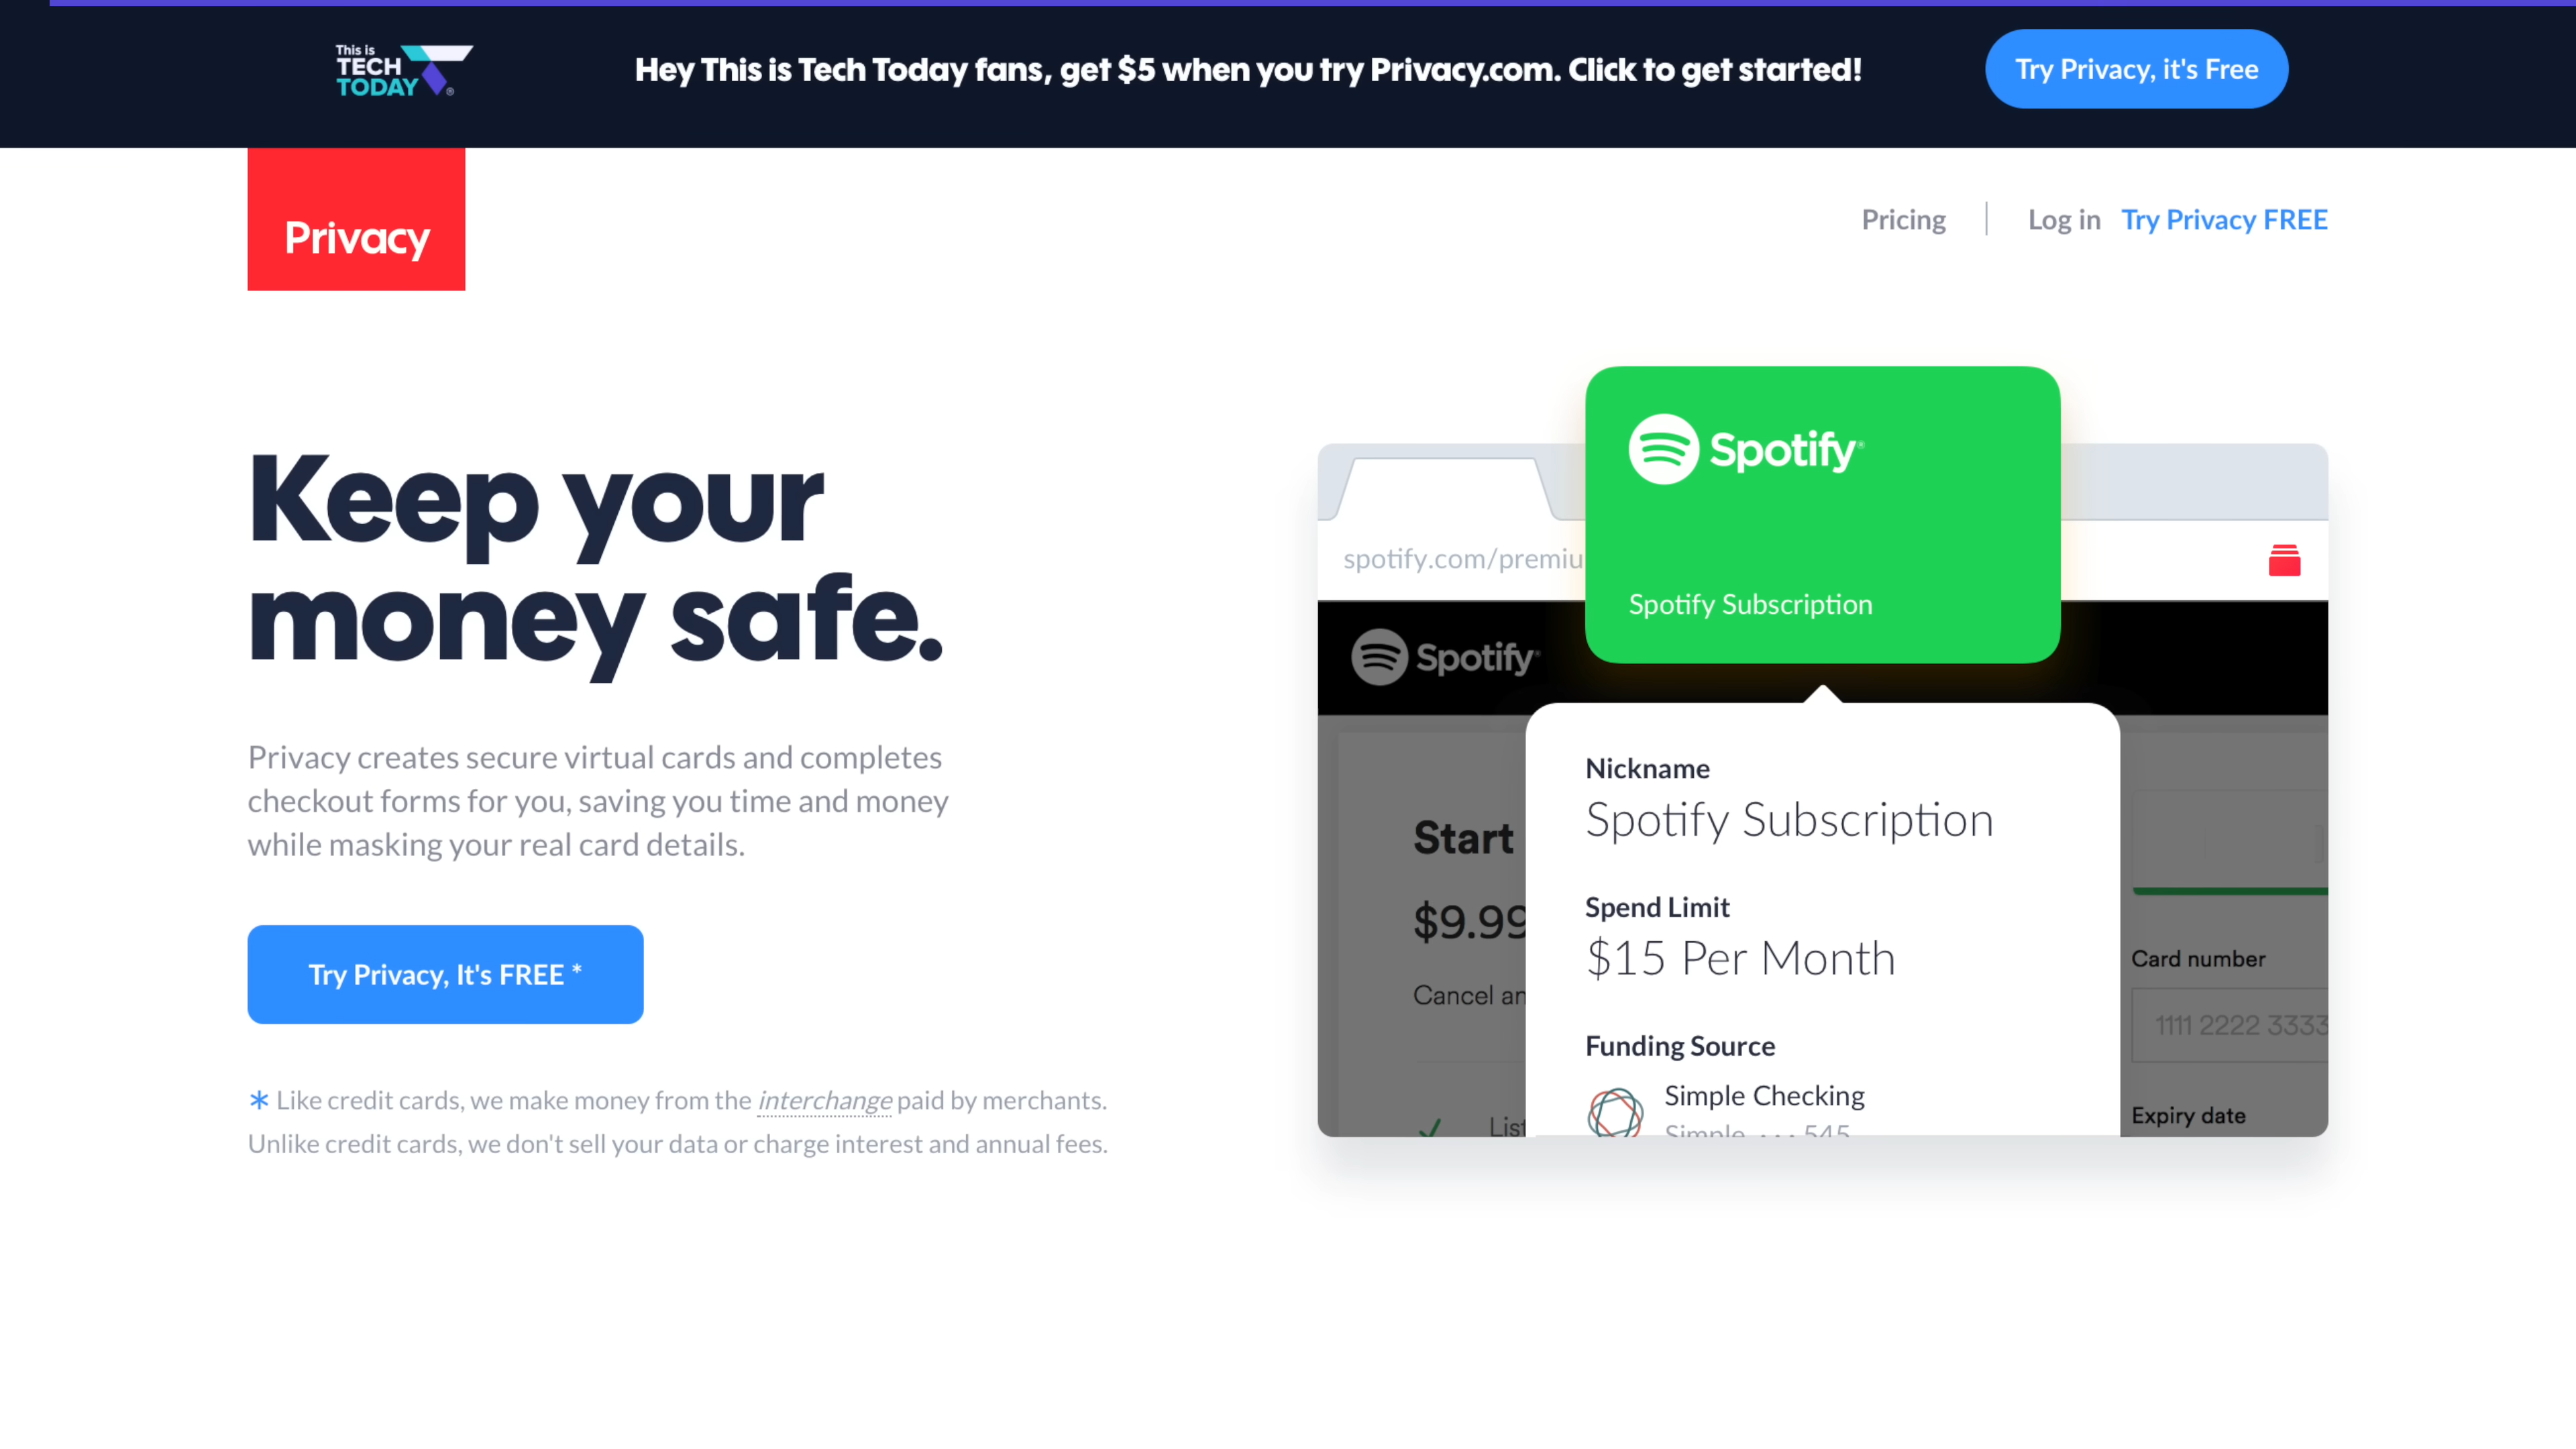 This is
TECH
TODAY
Hey This is Tech Today fans, get $5 when you try Privacy.com. Click to get started!
Try Privacy, it's Free
Privacy
Pricing
Log in
Try Privacy FREE
Keep your
money safe.
Privacy creates secure virtual cards and completes
checkout forms for you, saving you time and money
while masking your real card details.
Try Privacy, It's FREE *
* Like credit cards, we make money from the interchange paid by merchants.
Unlike credit cards, we don't sell your data or charge interest and annual fees.
Spotify
Spotify Subscription
spotify.com/premiu
Spotify
Nickname
Spotify Subscription
Spend Limit
$15 Per Month
Funding Source
Simple Checking
Simple ··· 545
Start
$9.99
Cancel an
List
Card number
1111 2222 3333
Expiry date